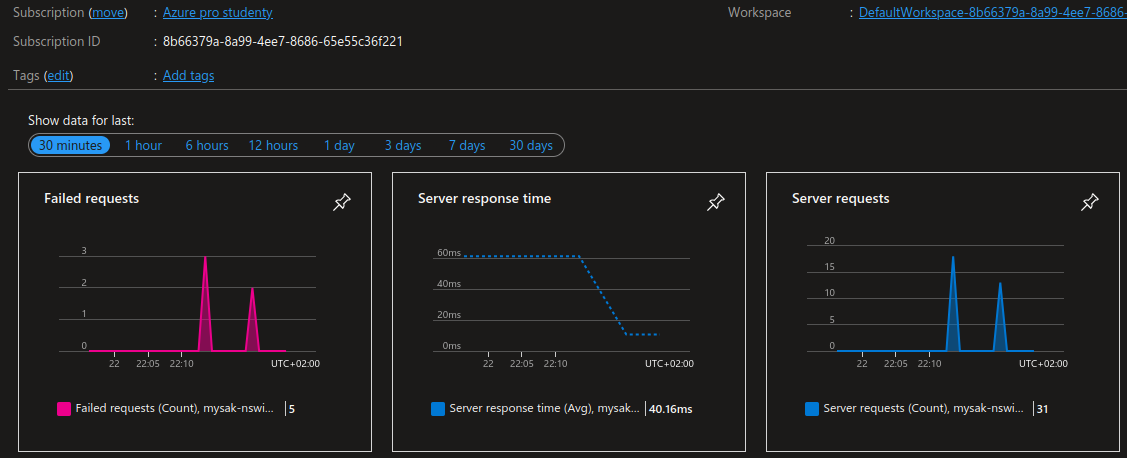 Subscription (move) : Azure pro studenty
Workspace : DefaultWorkspace-8b66379a-8a99-4ee7-8686-
Subscription ID : 8b66379a-8a99-4ee7-8686-65e55c36f221
Tags (edit) : Add tags
Show data for last:
30 minutes 1 hour 6 hours 12 hours 1 day 3 days 7 days 30 days
Failed requests
3
2
1
0
22 22:05 22:10 UTC+02:00
Failed requests (Count), mysak-nswi... 5
Server response time
60ms
40ms
20ms
0ms
22 22:05 22:10 UTC+02:00
Server response time (Avg), mysak... 40.16ms
Server requests
20
15
10
5
0
22 22:05 22:10 UTC+02:00
Server requests (Count), mysak-nswi... 31